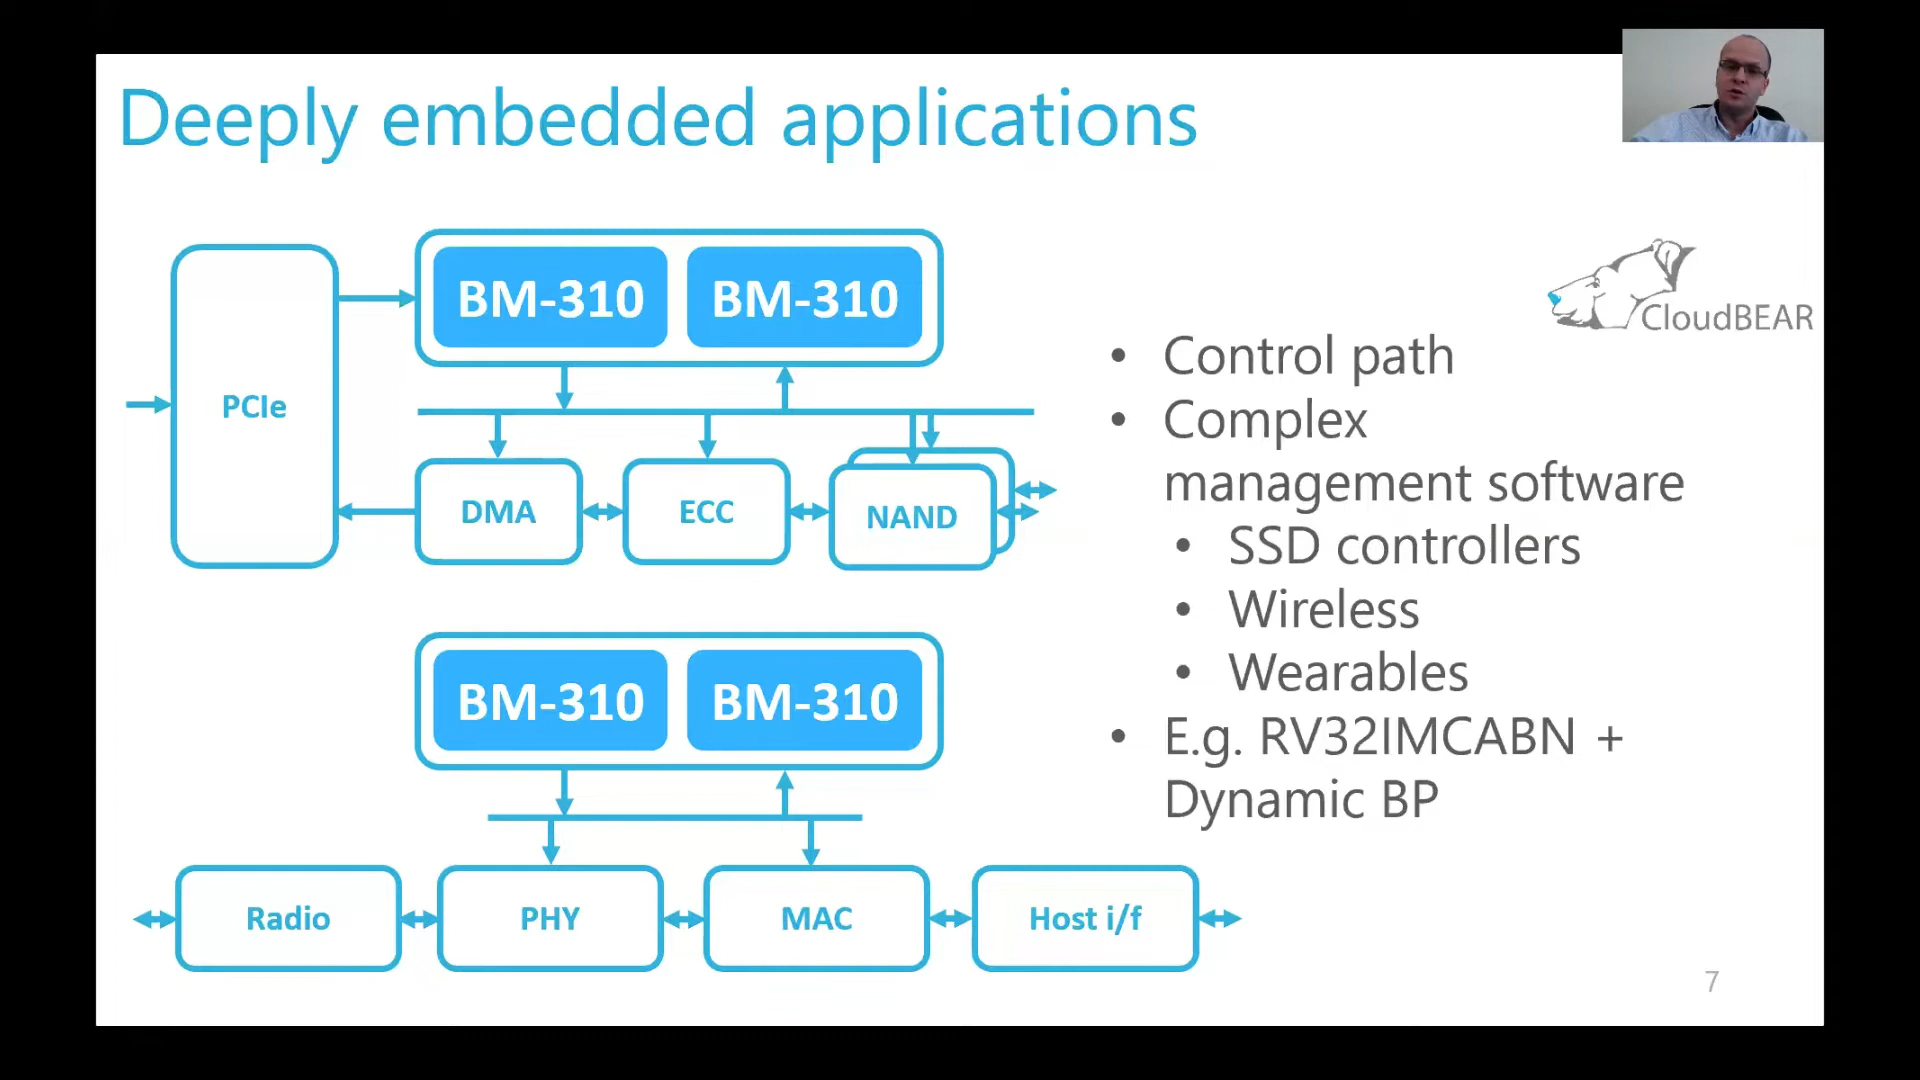 Deeply embedded applications
BM-310 BM-310
PCIe
DMA ECC NAND
BM-310 BM-310
Radio PHY MAC Host i/f
CloudBEAR
• Control path
• Complex
management software
• SSD controllers
• Wireless
• Wearables
• E.g. RV32IMCABN +
Dynamic BP
7